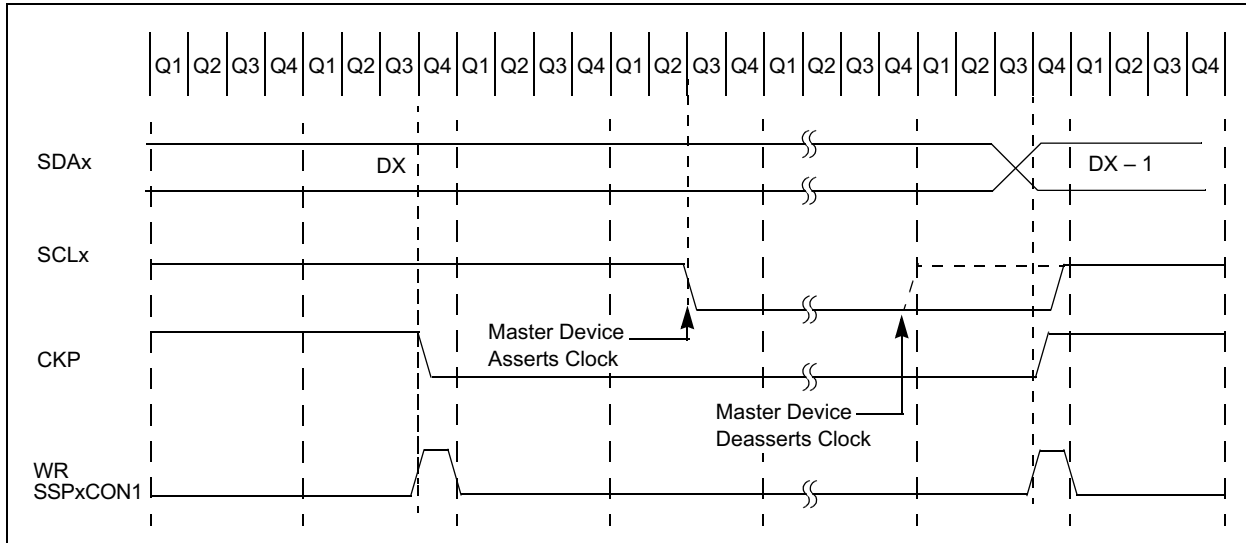 Q1 Q2 Q3 Q4 Q1 Q2 Q3 Q4 Q1 Q2 Q3 Q4 Q1 Q2 Q3 Q4 Q1 Q2 Q3 Q4 Q1 Q2 Q3 Q4 Q1 Q2 Q3 Q4
SDAx
DX
DX – 1
SCLx
Master Device
Asserts Clock
CKP
Master Device
Deasserts Clock
WR
SSPxCON1